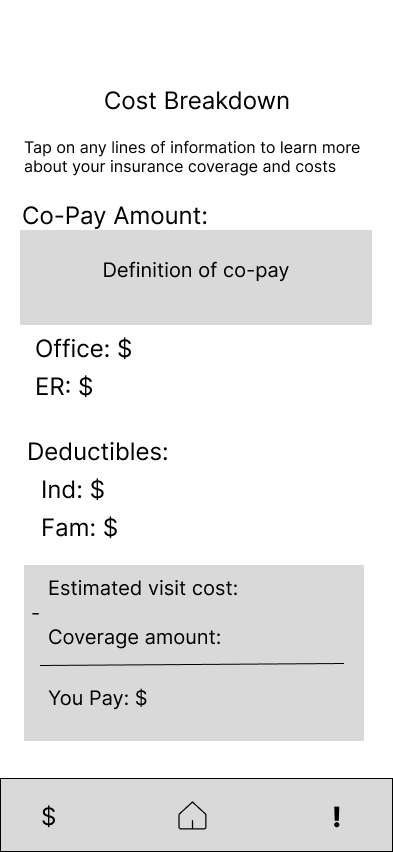 Cost Breakdown
Tap on any lines of information to learn more
about your insurance coverage and costs
Co-Pay Amount:
Definition of co-pay
Office: $
ER: $
Deductibles:
Ind: $
Fam: $
Estimated visit cost:
-
Coverage amount:
You Pay: $
$ !